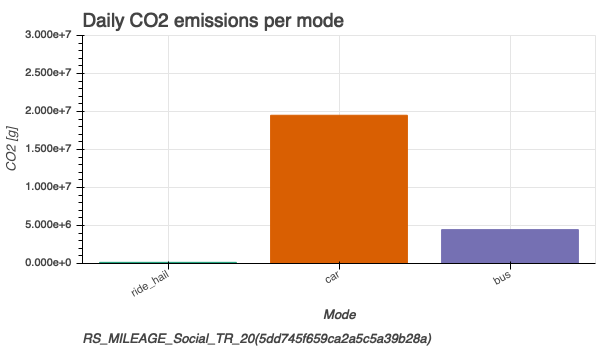 Daily CO2 emissions per mode
3.000e+7
2.500e+7
2.000e+7
1.500e+7
1.000e+7
5.000e+6
0.000e+0
CO2 [g]
ride_hail
car
bus
Mode
RS_MILEAGE_Social_TR_20(5dd745f659ca2a5c5a39b28a)